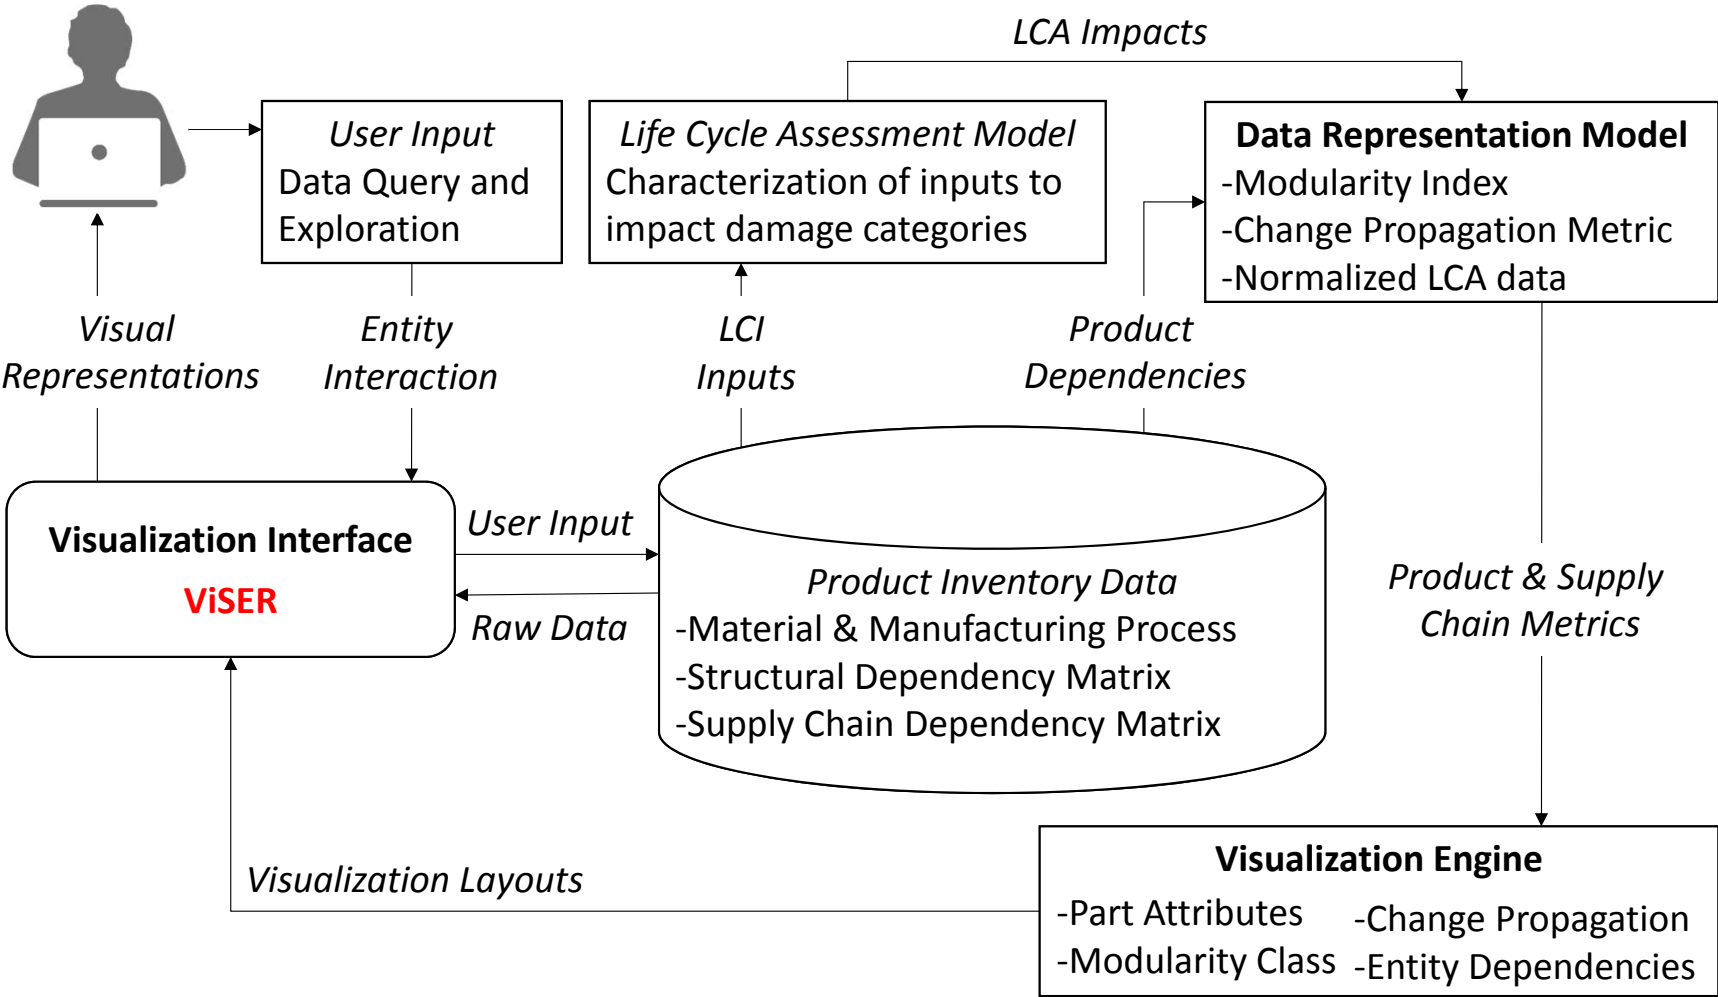 LCA Impacts
User Input
Data Query and
Exploration
Life Cycle Assessment Model
Characterization of inputs to
impact damage categories
Data Representation Model
-Modularity Index
-Change Propagation Metric
-Normalized LCA data
Visual
Representations
Entity
Interaction
LCI
Inputs
Product
Dependencies
Visualization Interface
ViSER
User Input
Raw Data
Product Inventory Data
-Material & Manufacturing Process
-Structural Dependency Matrix
-Supply Chain Dependency Matrix
Product & Supply
Chain Metrics
Visualization Layouts
Visualization Engine
-Part Attributes
-Modularity Class
-Change Propagation
-Entity Dependencies